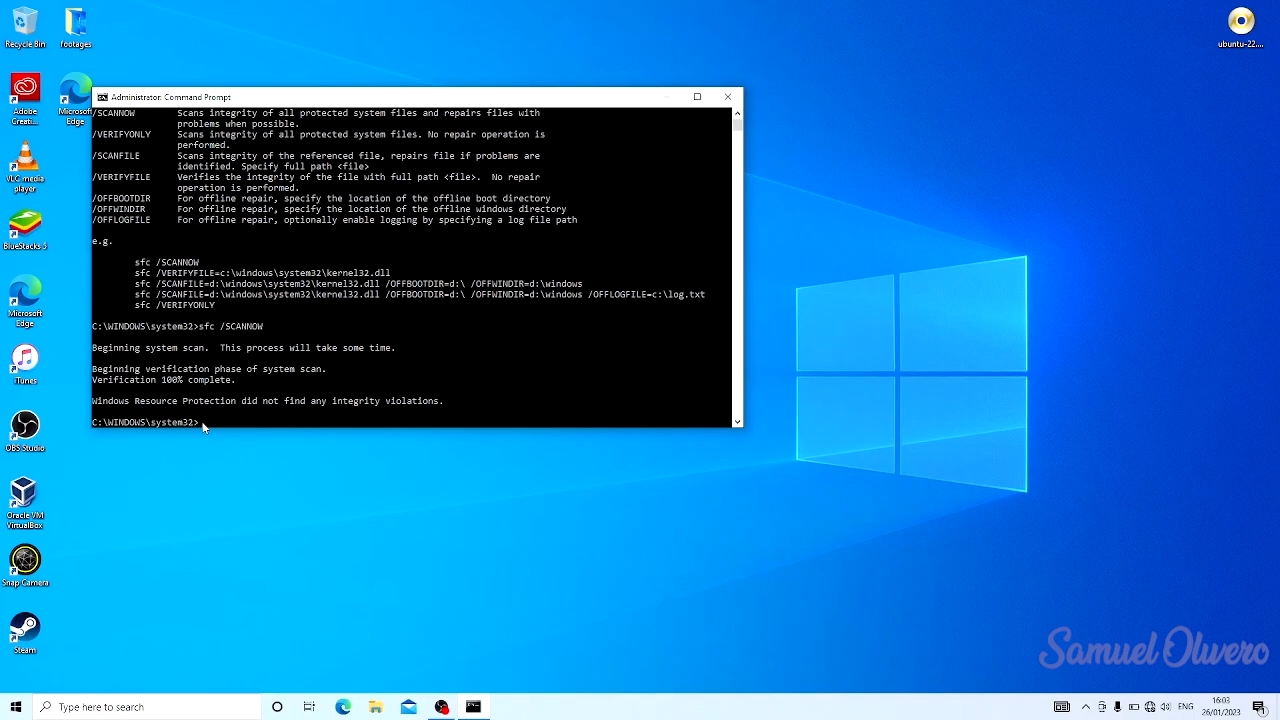 Recycle Bin
footages
ubuntu-22....
Adobe
Creati...
Microsoft
Edge
VLC media
player
BlueStacks 5
Microsoft
Edge
iTunes
OBS Studio
Oracle VM
VirtualBox
Snap Camera
Steam
Administrator: Command Prompt
/SCANNOW Scans integrity of all protected system files and repairs files with
problems when possible.
/VERIFYONLY Scans integrity of all protected system files. No repair operation is
performed.
/SCANFILE Scans integrity of the referenced file, repairs file if problems are
identified. Specify full path <file>
/VERIFYFILE Verifies the integrity of the file with full path <file>. No repair
operation is performed.
/OFFBOOTDIR For offline repair, specify the location of the offline boot directory
/OFFWINDIR For offline repair, specify the location of the offline windows directory
/OFFLOGFILE For offline repair, optionally enable logging by specifying a log file path
e.g.
sfc /SCANNOW
sfc /VERIFYFILE=c:\windows\system32\kernel32.dll
sfc /SCANFILE=d:\windows\system32\kernel32.dll /OFFBOOTDIR=d:\ /OFFWINDIR=d:\windows
sfc /SCANFILE=d:\windows\system32\kernel32.dll /OFFBOOTDIR=d:\ /OFFWINDIR=d:\windows /OFFLOGFILE=c:\log.txt
sfc /VERIFYONLY
C:\WINDOWS\system32>sfc /SCANNOW
Beginning system scan. This process will take some time.
Beginning verification phase of system scan.
Verification 100% complete.
Windows Resource Protection did not find any integrity violations.
C:\WINDOWS\system32>
Samuel Olivero
Type here to search
ENG
16:03
26/01/2023